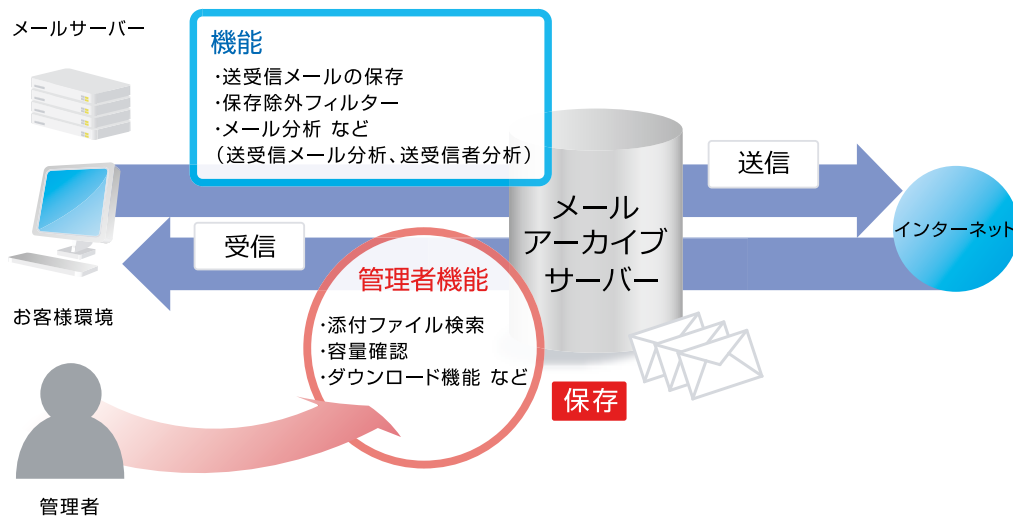 メールサーバー
機能
・送受信メールの保存
・保存除外フィルター
・メール分析 など
（送受信メール分析、送受信者分析）
送信
受信
メール
アーカイブ
サーバー
インターネット
お客様環境
管理者機能
・添付ファイル検索
・容量確認
・ダウンロード機能 など
保存
管理者